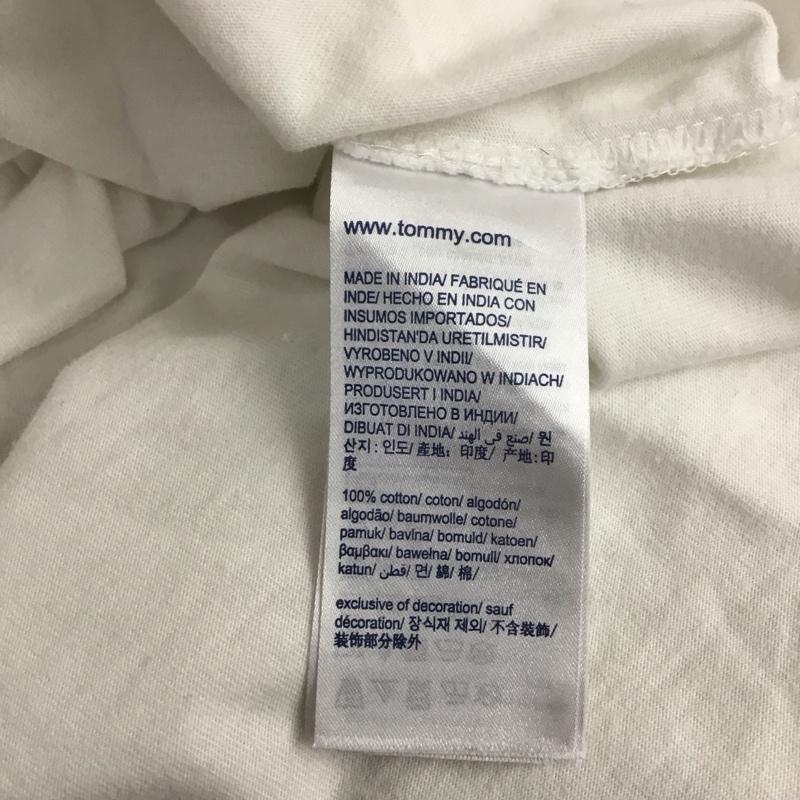 www.tommy.com
MADE IN INDIA/ FABRIQUÉ EN
INDE/ HECHO EN INDIA CON
INSUMOS IMPORTADOS/
HINDISTAN'DA URETILMISTIR/
VYROBENO V INDII/
WYPRODUKOWANO W INDIACH/
PRODUSERT I INDIA/
ИЗГОТОВЛЕНО В ИНДИИ/
DIBUAT DI INDIA/ صنع في الهند/ 원
산지: 인도/ 產地: 印度/ 产地: 印
度
100% cotton/ coton/ algodón/
algodão/ baumwolle/ cotone/
pamuk/ bavlna/ bomuld/ katoen/
βαμβακι/ bawełna/ bomull/ хлопок/
katun/ قطن/ 면/ 綿/ 棉/
exclusive of decoration/ sauf
décoration/ 장식재 제외/ 不含裝飾/
装饰部分除外